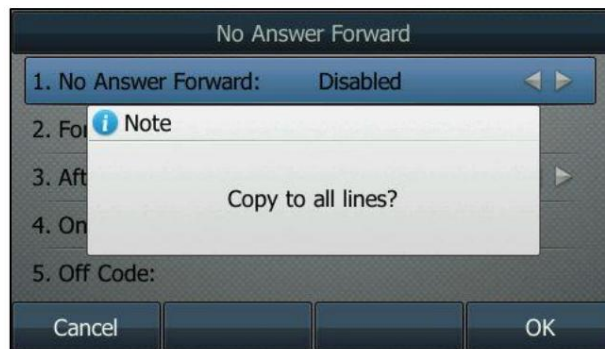 No Answer Forward
1. No Answer Forward: Disabled
2. For
Note
3. Aft
Copy to all lines?
4. On
5. Off Code:
Cancel OK